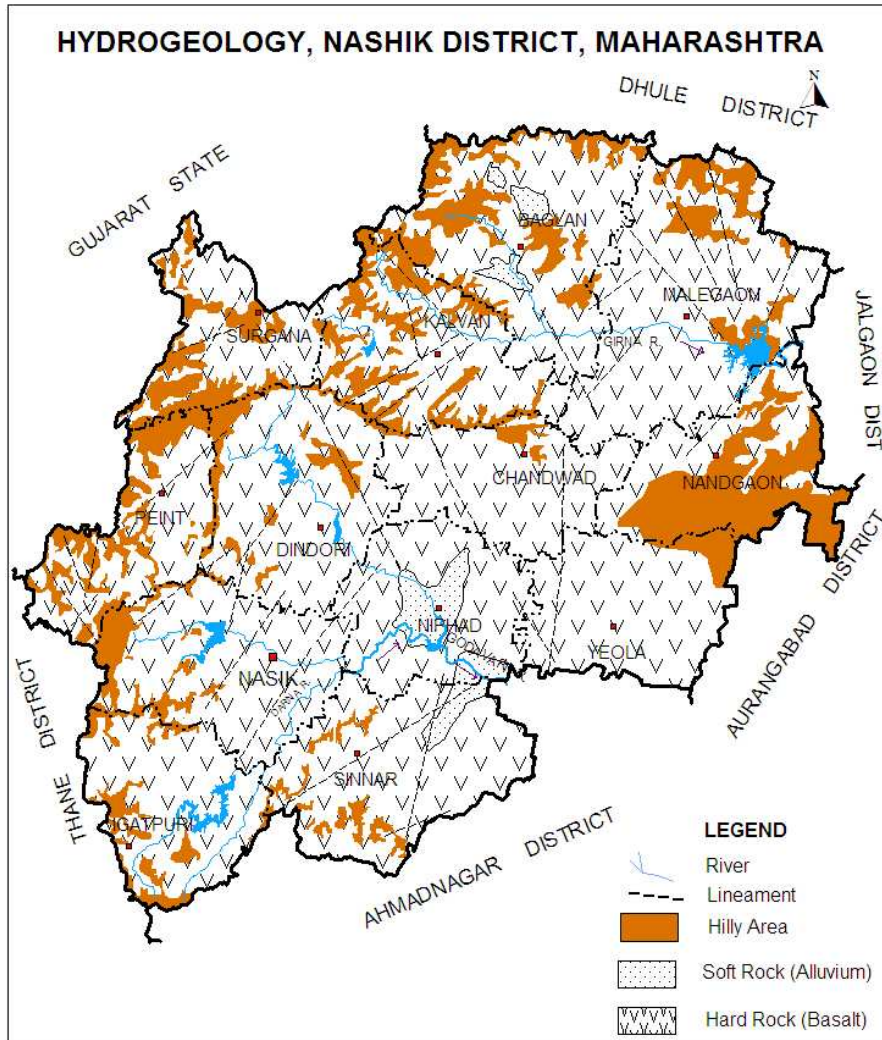 HYDROGEOLOGY, NASHIK DISTRICT, MAHARASHTRA
N
DHULE DISTRICT
GUJARAT STATE
BAGLAN
MALEGAON
JALGAON DIST
SURGANA
KALVAN
GIRNA R.
CHANDWAD
NANDGAON
PEINT
DINDORI
AURANGABAD DISTRICT
NIPHAD
GODAVARI
YEOLA
NASIK
DARNA R.
THANE DISTRICT
SINNAR
IGATPURI
AHMADNAGAR DISTRICT
LEGEND
River
Lineament
Hilly Area
Soft Rock (Alluvium)
Hard Rock (Basalt)